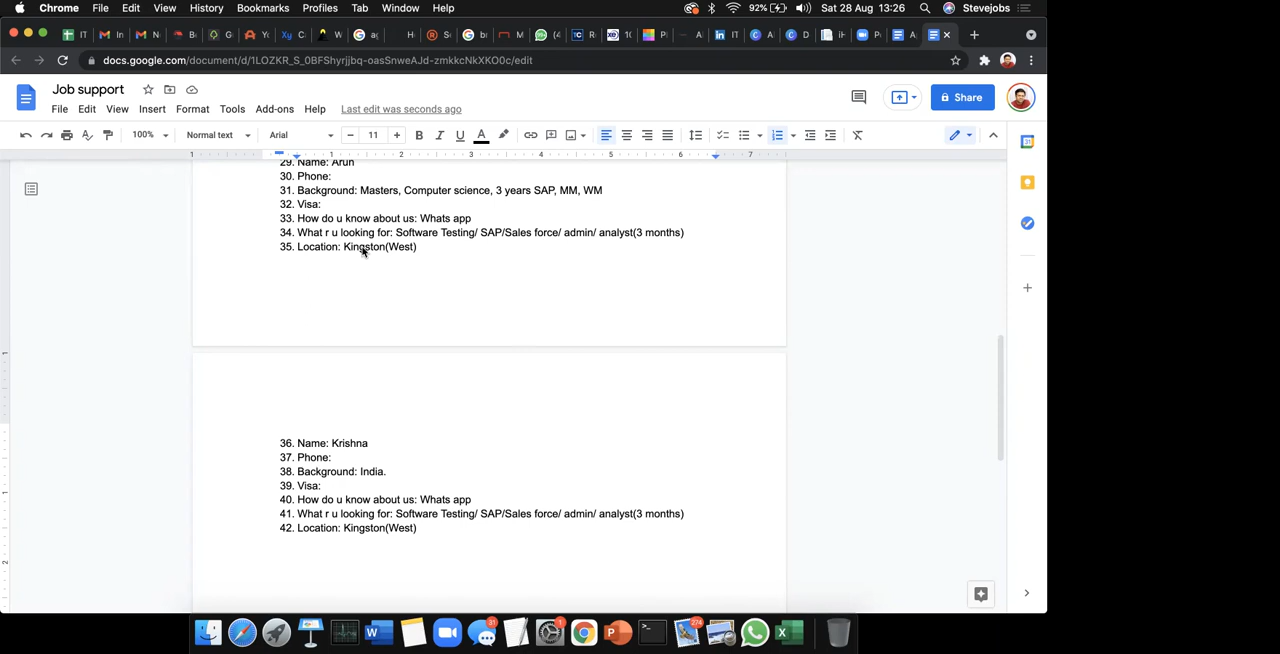 Chrome File Edit View History Bookmarks Profiles Tab Window Help 92% Sat 28 Aug 13:26 Stevejobs
docs.google.com/document/d/1LOZKR_S_0BFShyrjjbq-oasSnweAJd-zmkkcNkXKO0c/edit
Job support
File Edit View Insert Format Tools Add-ons Help Last edit was seconds ago
Share
100% Normal text Arial 11
29. Name: Arun
30. Phone:
31. Background: Masters, Computer science, 3 years SAP, MM, WM
32. Visa:
33. How do u know about us: Whats app
34. What r u looking for: Software Testing/ SAP/Sales force/ admin/ analyst(3 months)
35. Location: Kingston(West)
36. Name: Krishna
37. Phone:
38. Background: India.
39. Visa:
40. How do u know about us: Whats app
41. What r u looking for: Software Testing/ SAP/Sales force/ admin/ analyst(3 months)
42. Location: Kingston(West)